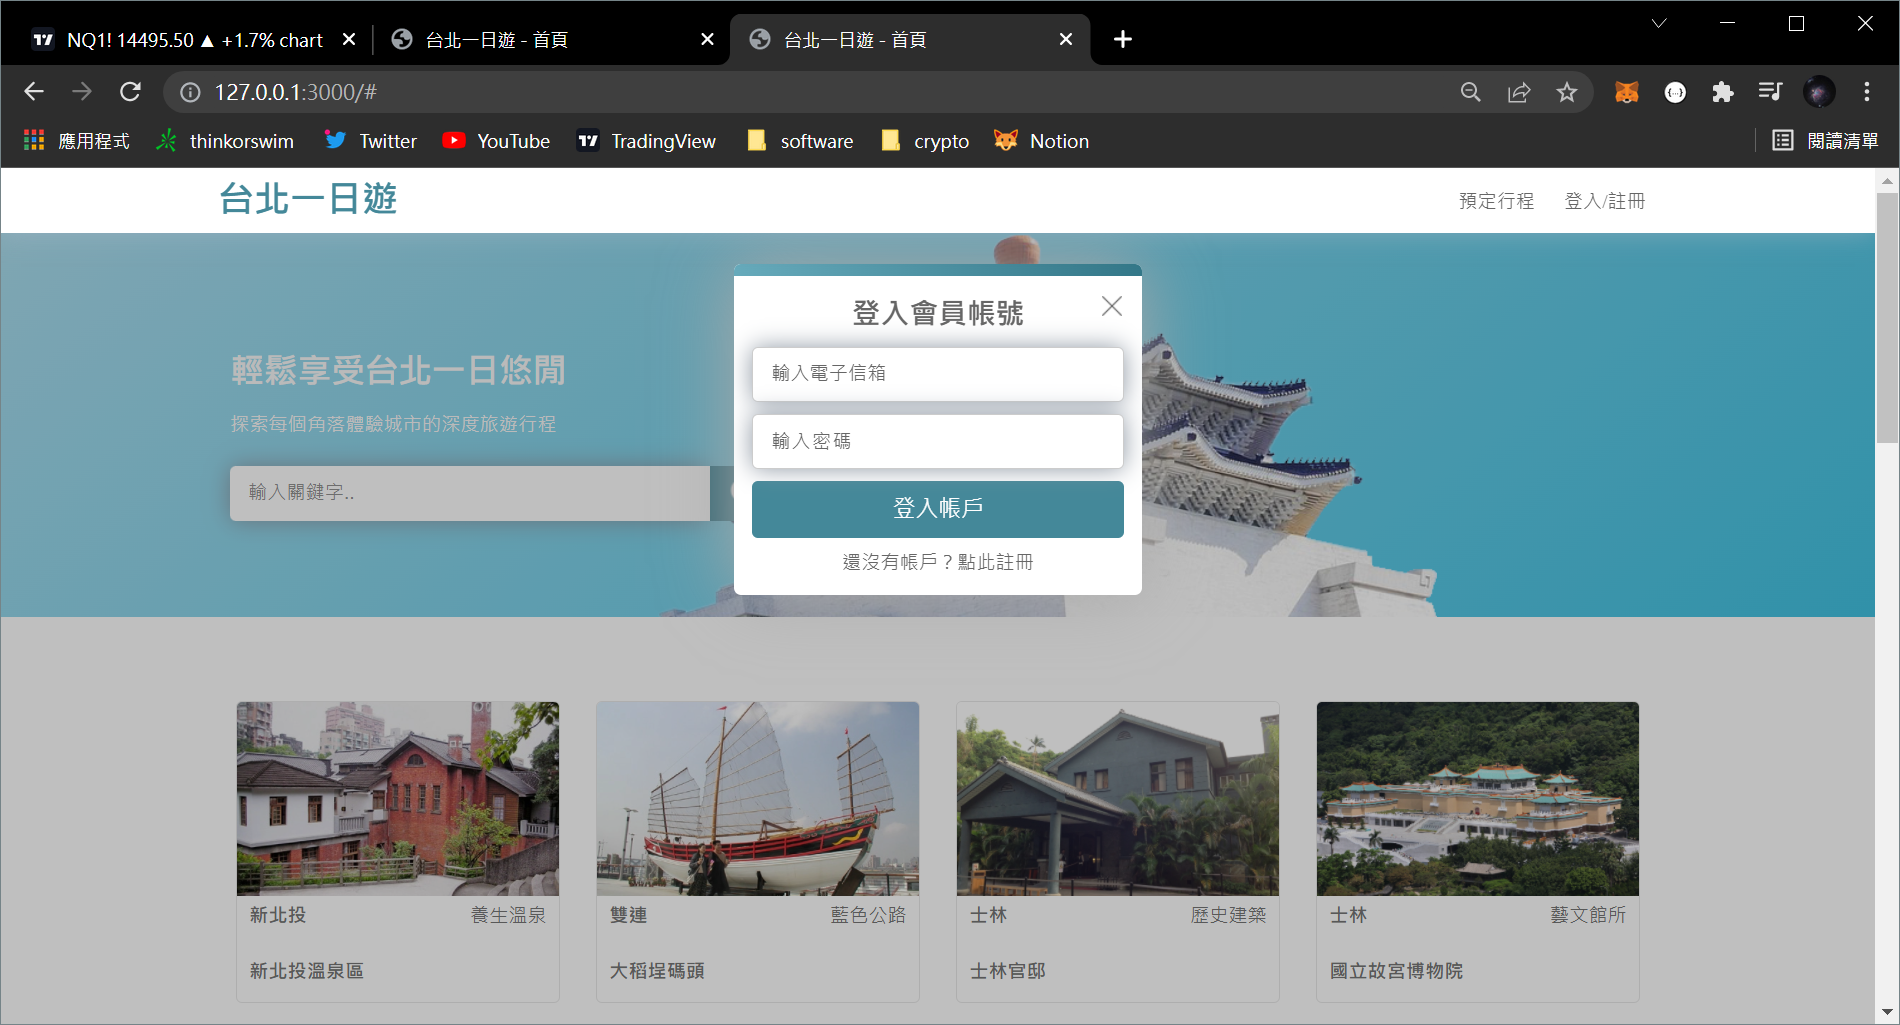 NQ1! 14495.50 ▲ +1.7% chart
台北一日遊 - 首頁
台北一日遊 - 首頁
127.0.0.1:3000/#
應用程式
thinkorswim
Twitter
YouTube
TradingView
software
crypto
Notion
閱讀清單
台北一日遊
預定行程
登入/註冊
登入會員帳號
輸入電子信箱
輸入密碼
登入帳戶
還沒有帳戶？點此註冊
輕鬆享受台北一日悠閒
探索每個角落體驗城市的深度旅遊行程
輸入關鍵字..
新北投 養生溫泉
新北投溫泉區
雙連 藍色公路
大稻埕碼頭
士林 歷史建築
士林官邸
士林 藝文館所
國立故宮博物院